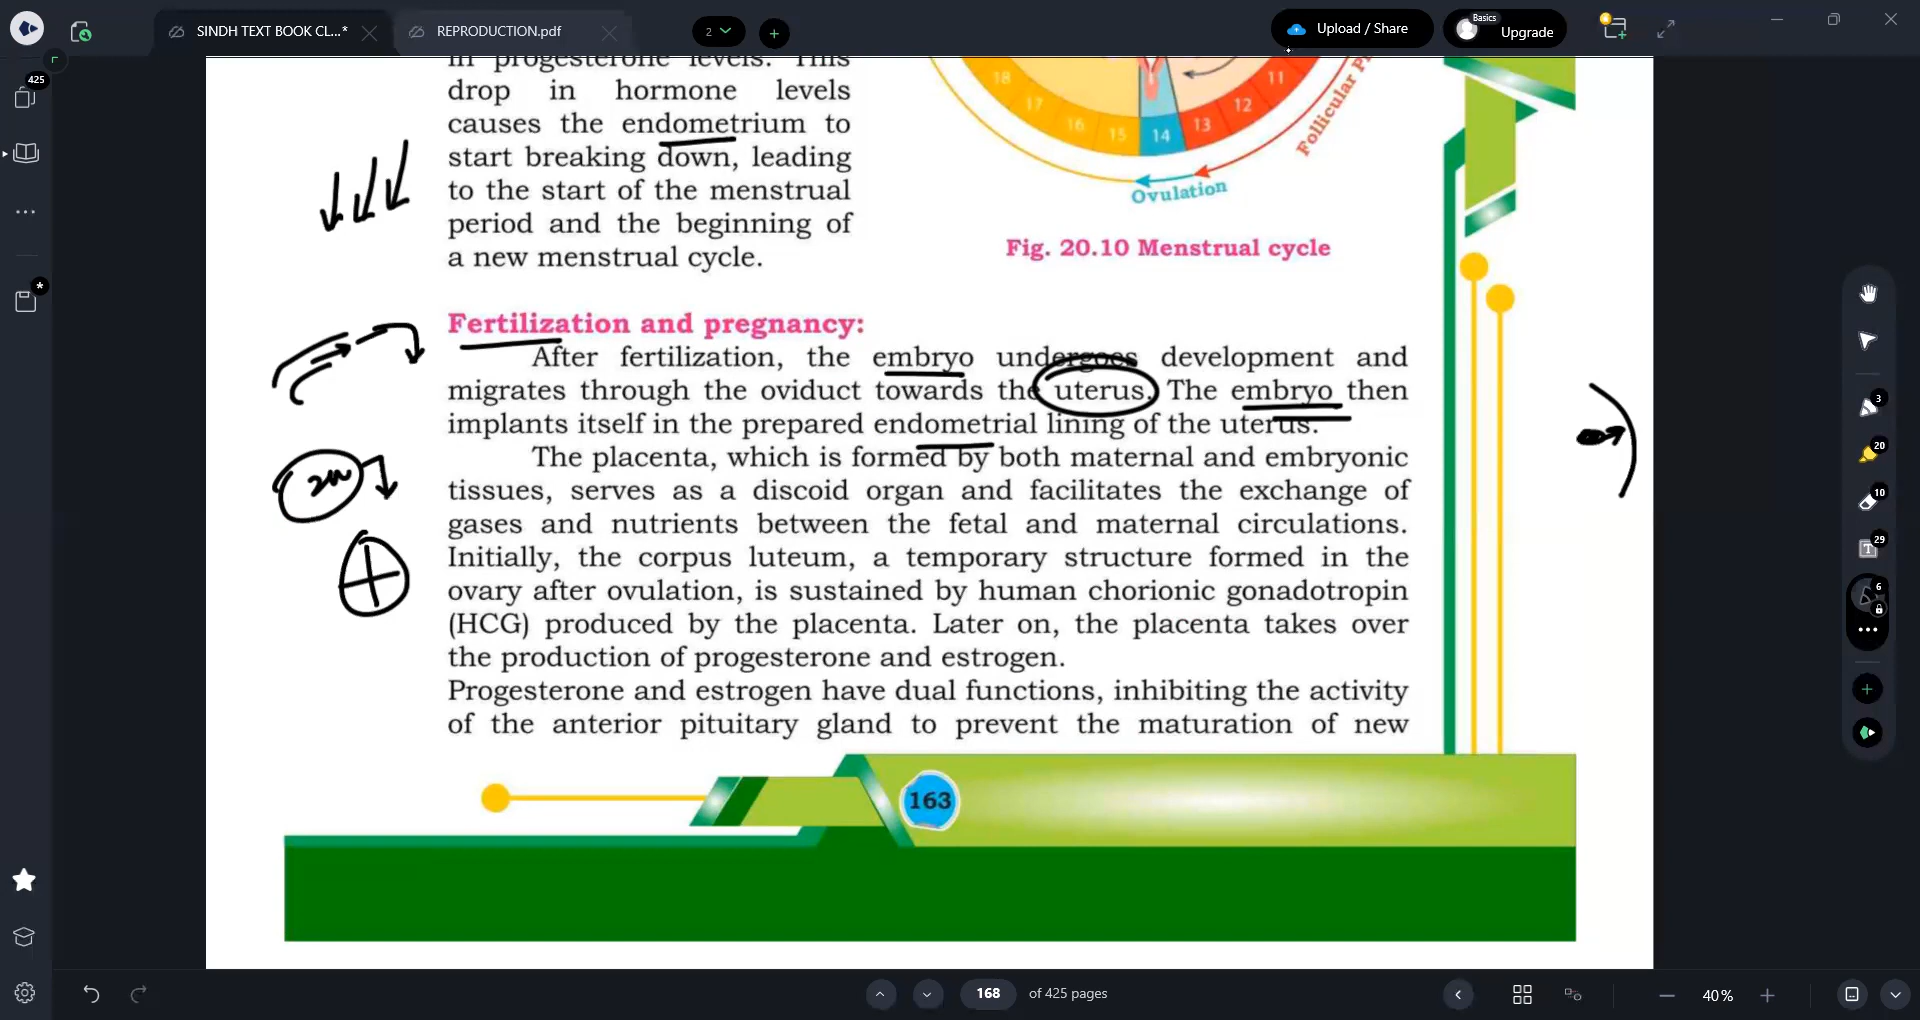 SINDH TEXT BOOK CL...*
REPRODUCTION.pdf
2
Upload / Share
Basics
Upgrade
4
425
in progesterone levels. This
drop in hormone levels
causes the endometrium to
start breaking down, leading
to the start of the menstrual
period and the beginning of
a new menstrual cycle.
18
17
16
15
14
13
12
11
Ovulation
Follicular P
Fig. 20.10 Menstrual cycle
Fertilization and pregnancy:
After fertilization, the embryo undergoes development and
migrates through the oviduct towards the uterus. The embryo then
implants itself in the prepared endometrial lining of the uterus.
The placenta, which is formed by both maternal and embryonic
tissues, serves as a discoid organ and facilitates the exchange of
gases and nutrients between the fetal and maternal circulations.
Initially, the corpus luteum, a temporary structure formed in the
ovary after ovulation, is sustained by human chorionic gonadotropin
(HCG) produced by the placenta. Later on, the placenta takes over
the production of progesterone and estrogen.
Progesterone and estrogen have dual functions, inhibiting the activity
of the anterior pituitary gland to prevent the maturation of new
2n
163
3
20
10
T
29
6
168 of 425 pages
40%